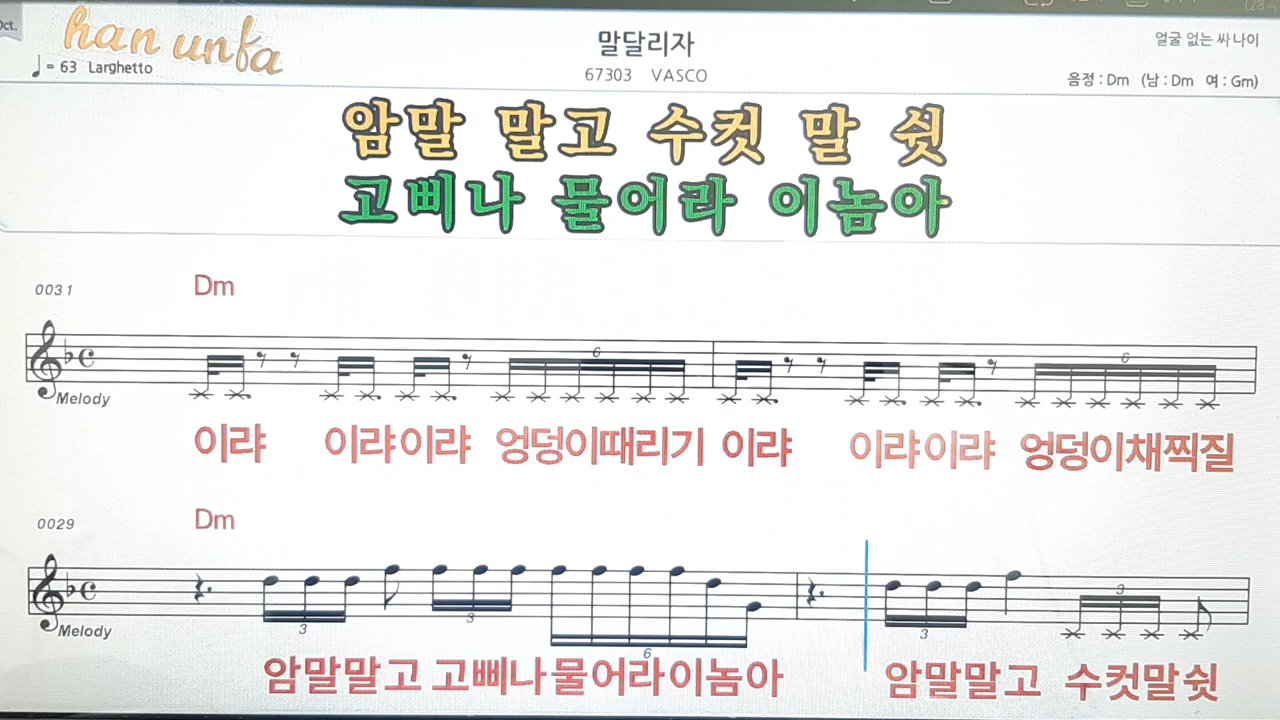 Oct.
han unfa
♩= 63 Larghetto
말달리자
67303 VASCO
얼굴 없는 싸나이
음정 : Dm (남 : Dm 여 : Gm)
암말 말고 수컷 말 쉿
고삐나 물어라 이놈아
0031 Dm
6 6
Melody
이랴 이랴이랴 엉덩이때리기 이랴 이랴이랴 엉덩이채찍질
0029 Dm
3 3 6 3 3
Melody
암말말고 고삐나물어라이놈아 암말말고 수컷말쉿